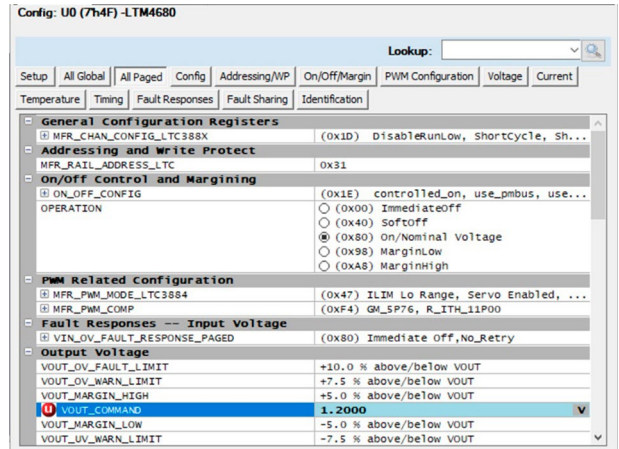 Config: U0 (7'h4F) -LTM4680
Lookup:
Setup All Global All Paged Config Addressing/WP On/Off/Margin PWM Configuration Voltage Current
Temperature Timing Fault Responses Fault Sharing Identification
General Configuration Registers
MFR_CHAN_CONFIG_LTC388X (0x1D) DisableRunLow, ShortCycle, Sh...
Addressing and Write Protect
MFR_RAIL_ADDRESS_LTC 0x31
On/Off Control and Margining
ON_OFF_CONFIG (0x1E) controlled_on, use_pmbus, use...
OPERATION (0x00) ImmediateOff
(0x40) SoftOff
(0x80) On/Nominal Voltage
(0x98) MarginLow
(0xA8) MarginHigh
PWM Related Configuration
MFR_PWM_MODE_LTC3884 (0x47) ILIM Lo Range, Servo Enabled, ...
MFR_PWM_COMP (0xF4) GM_5P76, R_ITH_11P00
Fault Responses -- Input Voltage
VIN_OV_FAULT_RESPONSE_PAGED (0x80) Immediate Off,No_Retry
Output Voltage
VOUT_OV_FAULT_LIMIT +10.0 % above/below VOUT
VOUT_OV_WARN_LIMIT +7.5 % above/below VOUT
VOUT_MARGIN_HIGH +5.0 % above/below VOUT
u VOUT_COMMAND 1.2000 V
VOUT_MARGIN_LOW -5.0 % above/below VOUT
VOUT_UV_WARN_LIMIT -7.5 % above/below VOUT